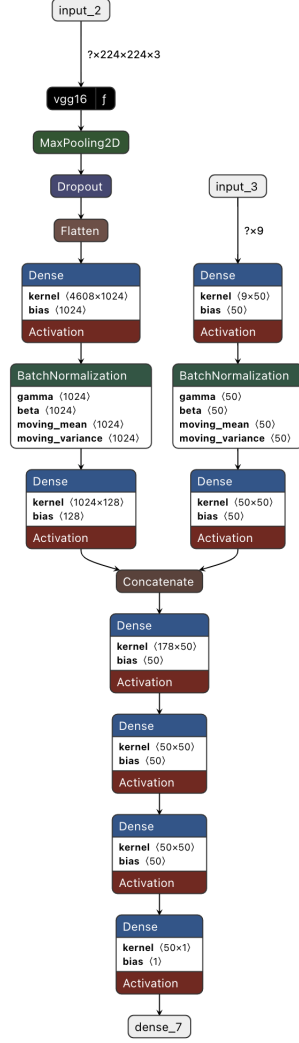 input_2
?×224×224×3
vgg16 ƒ
MaxPooling2D
Dropout
Flatten
Dense
kernel ⟨4608×1024⟩
bias ⟨1024⟩
Activation
BatchNormalization
gamma ⟨1024⟩
beta ⟨1024⟩
moving_mean ⟨1024⟩
moving_variance ⟨1024⟩
Dense
kernel ⟨1024×128⟩
bias ⟨128⟩
Activation
input_3
?×9
Dense
kernel ⟨9×50⟩
bias ⟨50⟩
Activation
BatchNormalization
gamma ⟨50⟩
beta ⟨50⟩
moving_mean ⟨50⟩
moving_variance ⟨50⟩
Dense
kernel ⟨50×50⟩
bias ⟨50⟩
Activation
Concatenate
Dense
kernel ⟨178×50⟩
bias ⟨50⟩
Activation
Dense
kernel ⟨50×50⟩
bias ⟨50⟩
Activation
Dense
kernel ⟨50×50⟩
bias ⟨50⟩
Activation
Dense
kernel ⟨50×1⟩
bias ⟨1⟩
Activation
dense_7